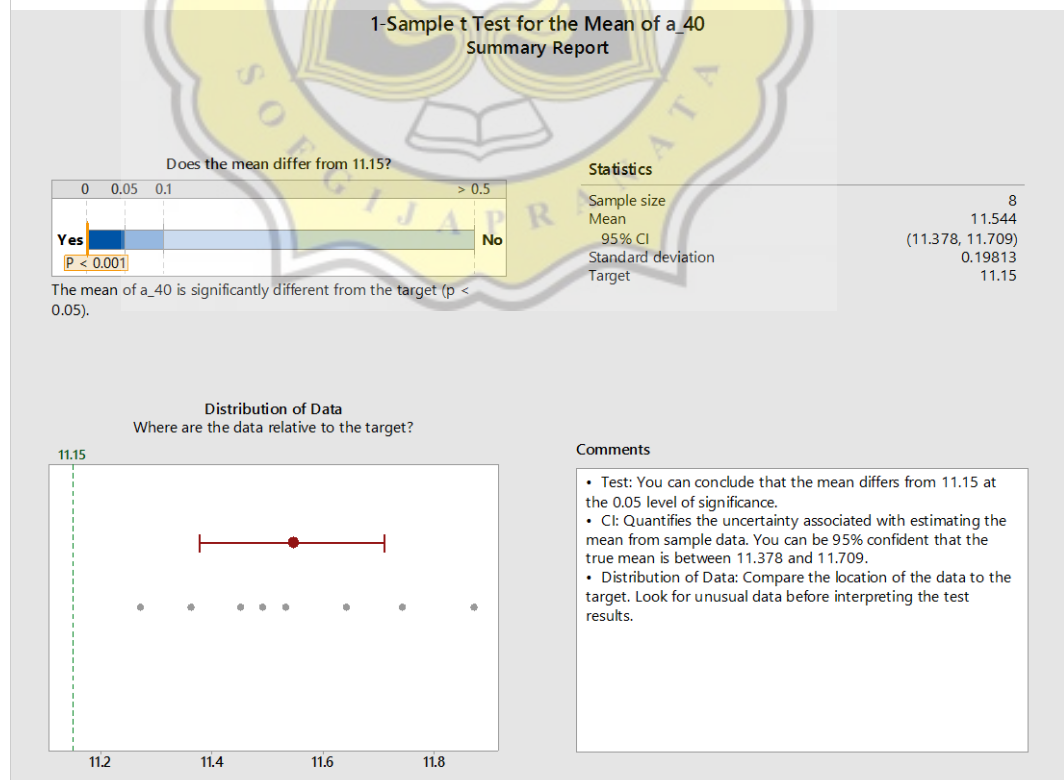 1-Sample t Test for the Mean of a_40
Summary Report
SOEGIJAPRANATA
Does the mean differ from 11.15?
0 0.05 0.1 > 0.5
Yes No
P < 0.001
The mean of a_40 is significantly different from the target (p <
0.05).
Statistics
Sample size 8
Mean 11.544
95% CI (11.378, 11.709)
Standard deviation 0.19813
Target 11.15
Distribution of Data
Where are the data relative to the target?
11.15
11.2 11.4 11.6 11.8
Comments
• Test: You can conclude that the mean differs from 11.15 at
the 0.05 level of significance.
• CI: Quantifies the uncertainty associated with estimating the
mean from sample data. You can be 95% confident that the
true mean is between 11.378 and 11.709.
• Distribution of Data: Compare the location of the data to the
target. Look for unusual data before interpreting the test
results.